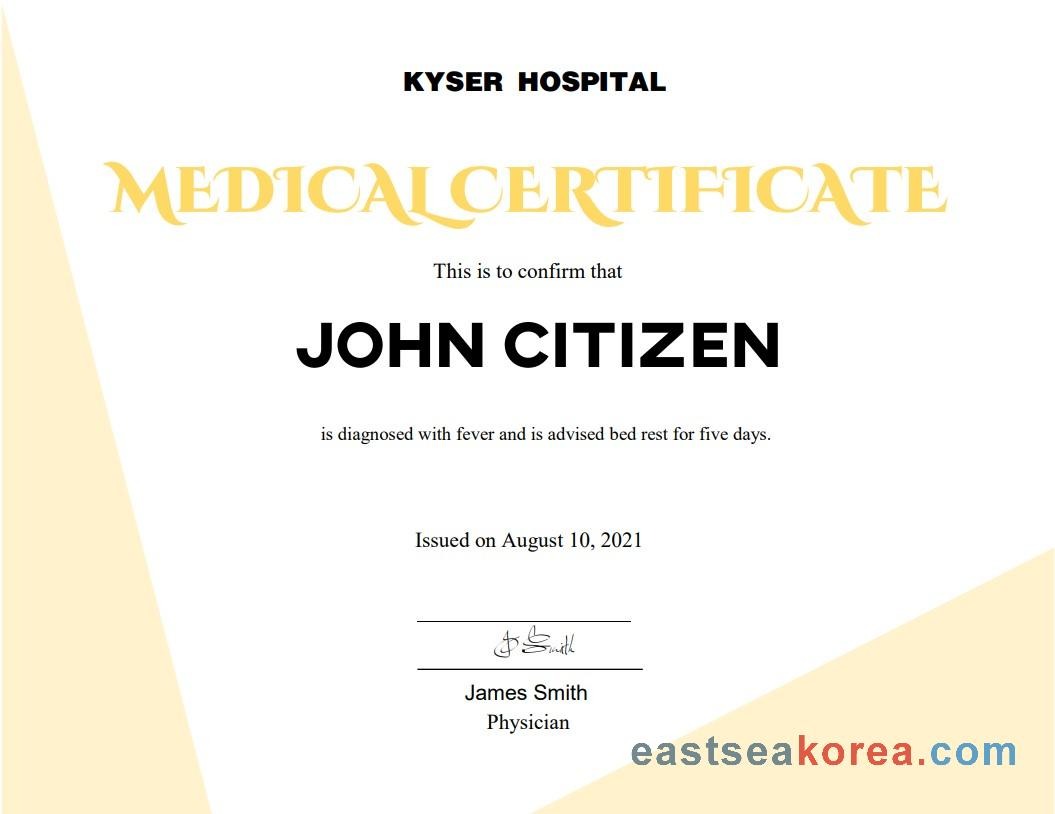 KYSER HOSPITAL
MEDICAL CERTIFICATE
This is to confirm that
JOHN CITIZEN
is diagnosed with fever and is advised bed rest for five days.
Issued on August 10, 2021
J Smith
James Smith
Physician
eastseakorea.com